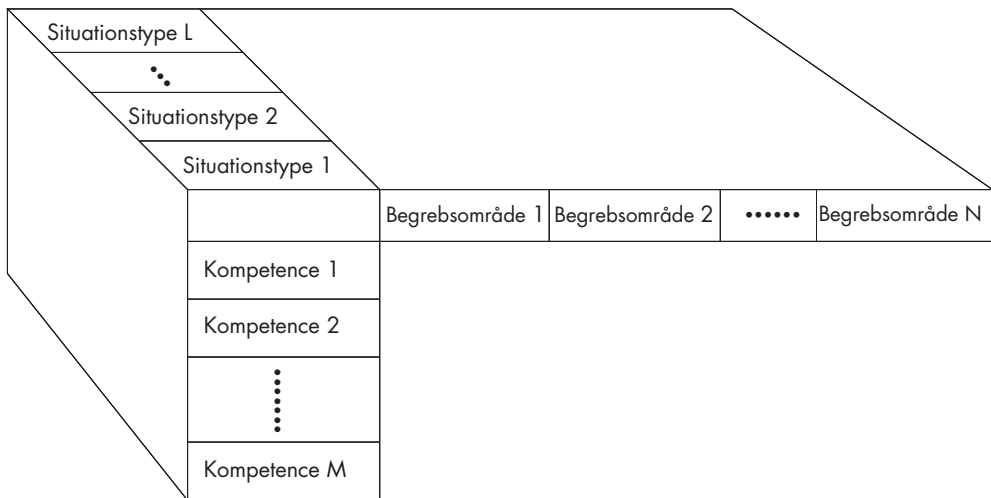 Situationstype L
Situationstype 2
Situationstype 1
Begrebsområde 1 Begrebsområde 2 •••••• Begrebsområde N
Kompetence 1
Kompetence 2
Kompetence M